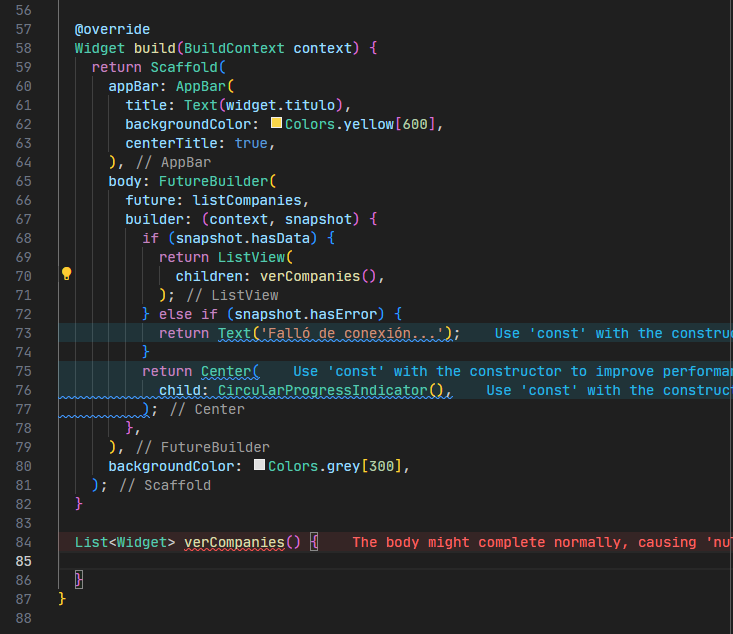 56
57 @override
58 Widget build(BuildContext context) {
59 return Scaffold(
60 appBar: AppBar(
61 title: Text(widget.titulo),
62 backgroundColor: Colors.yellow[600],
63 centerTitle: true,
64 ), // AppBar
65 body: FutureBuilder(
66 future: listCompanies,
67 builder: (context, snapshot) {
68 if (snapshot.hasData) {
69 return ListView(
70 children: verCompanies(),
71 ); // ListView
72 } else if (snapshot.hasError) {
73 return Text('Falló de conexión...'); Use 'const' with the construc
74 }
75 return Center( Use 'const' with the constructor to improve performa
76 child: CircularProgressIndicator(), Use 'const' with the construct
77 ); // Center
78 },
79 ), // FutureBuilder
80 backgroundColor: Colors.grey[300],
81 ); // Scaffold
82 }
83
84 List<Widget> verCompanies() { The body might complete normally, causing 'nu
85
86 }
87 }
88